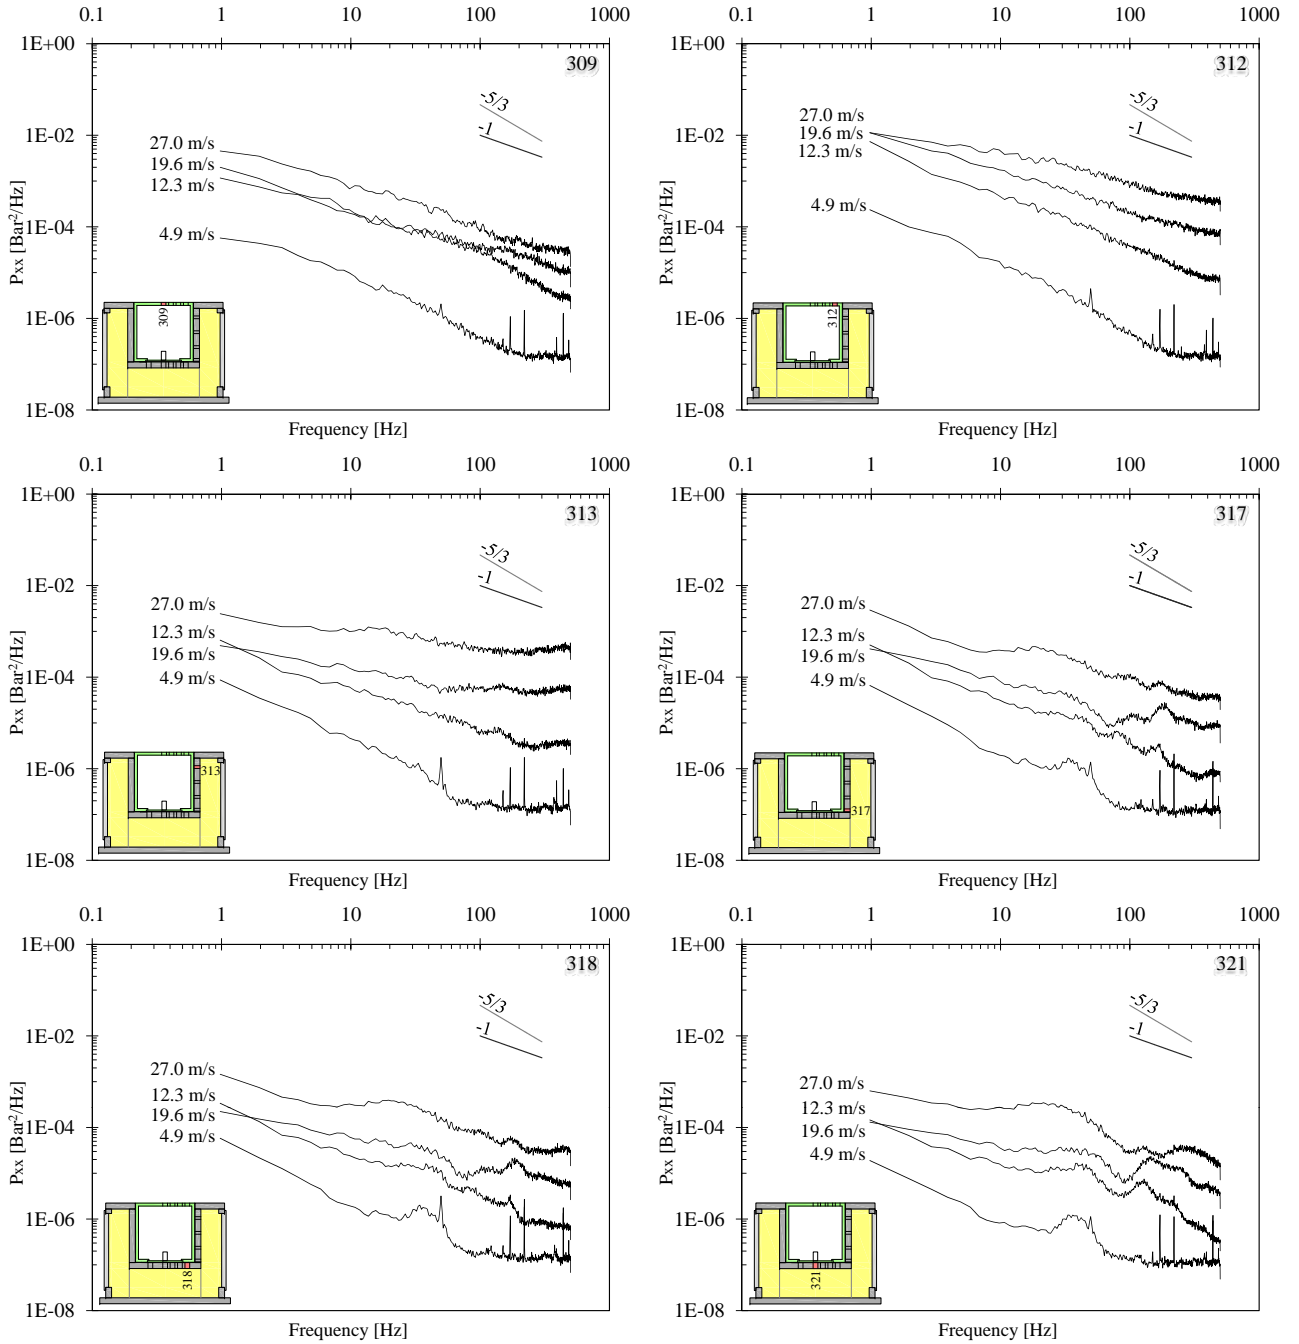 0.1 1 10 100 1000
1E+00
309
-5/3
1E-02
-1
27.0 m/s
19.6 m/s
12.3 m/s
Pxx [Bar²/Hz]
1E-04
4.9 m/s
309
1E-06
1E-08
Frequency [Hz]
0.1 1 10 100 1000
1E+00
312
-5/3
27.0 m/s
1E-02
19.6 m/s
-1
12.3 m/s
Pxx [Bar²/Hz]
4.9 m/s
1E-04
312
1E-06
1E-08
Frequency [Hz]
0.1 1 10 100 1000
1E+00
313
-5/3
1E-02
-1
27.0 m/s
12.3 m/s
19.6 m/s
Pxx [Bar²/Hz]
4.9 m/s
1E-04
313
1E-06
1E-08
Frequency [Hz]
0.1 1 10 100 1000
1E+00
317
-5/3
1E-02
-1
27.0 m/s
12.3 m/s
19.6 m/s
Pxx [Bar²/Hz]
4.9 m/s
1E-04
1E-06
317
1E-08
Frequency [Hz]
0.1 1 10 100 1000
1E+00
318
-5/3
1E-02
-1
27.0 m/s
12.3 m/s
19.6 m/s
Pxx [Bar²/Hz]
1E-04
4.9 m/s
1E-06
318
1E-08
Frequency [Hz]
0.1 1 10 100 1000
1E+00
321
-5/3
1E-02
-1
27.0 m/s
12.3 m/s
19.6 m/s
Pxx [Bar²/Hz]
1E-04
4.9 m/s
1E-06
321
1E-08
Frequency [Hz]